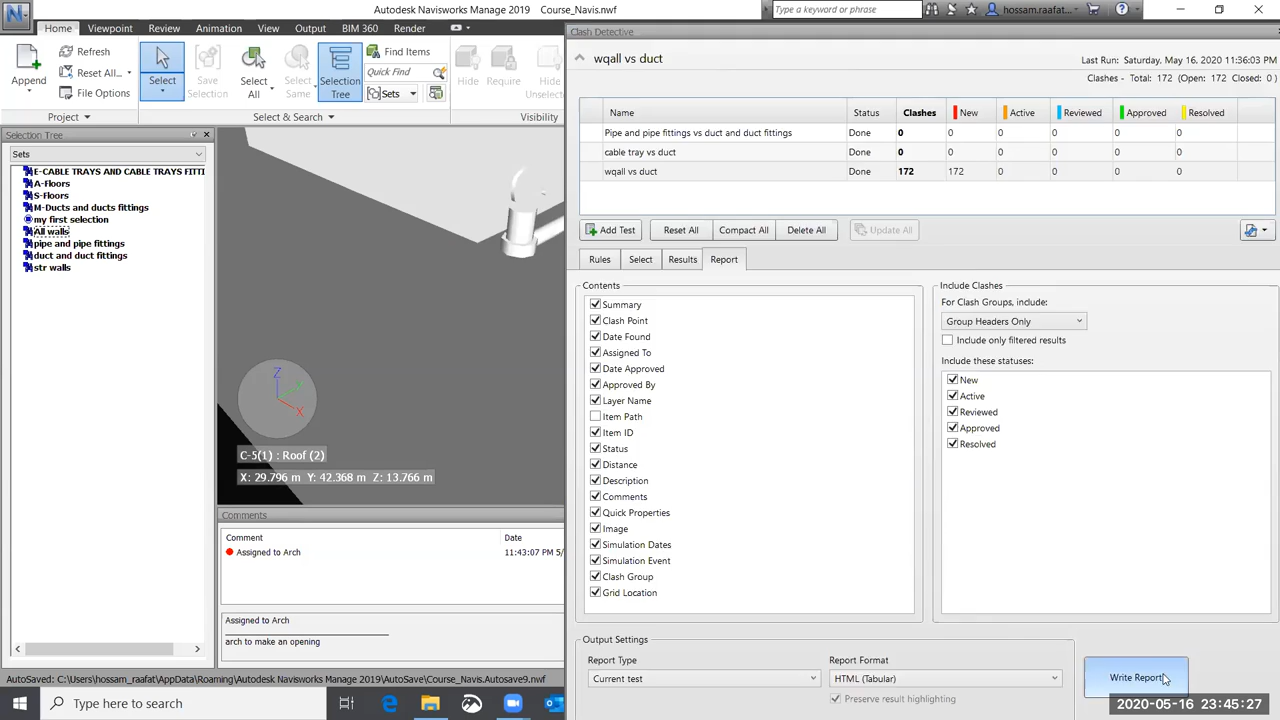 Autodesk Navisworks Manage 2019 Course_Navis.nwf
Type a keyword or phrase
hossam.raafat...
Home Viewpoint Review Animation View Output BIM 360 Render
Append
Refresh
Reset All...
File Options
Project
Select
Save Selection
Select All
Select Same
Selection Tree
Find Items
Quick Find
Sets
Select & Search
Hide
Require
Hide Unselected
Visibility
Selection Tree
Sets
E-CABLE TRAYS AND CABLE TRAYS FITTI
A-Floors
S-Floors
M-Ducts and ducts fittings
my first selection
All walls
pipe and pipe fittings
duct and duct fittings
str walls
Z
X
C-5(1) : Roof (2)
X: 29.796 m Y: 42.368 m Z: 13.766 m
Comments
Comment Date
Assigned to Arch 11:43:07 PM 5/
Assigned to Arch
arch to make an opening
Clash Detective
wqall vs duct
Last Run: Saturday, May 16, 2020 11:36:03 PM
Clashes - Total: 172 (Open: 172 Closed: 0)
Name Status Clashes New Active Reviewed Approved Resolved
Pipe and pipe fittings vs duct and duct fittings Done 0 0 0 0 0 0
cable tray vs duct Done 0 0 0 0 0 0
wqall vs duct Done 172 172 0 0 0 0
Add Test Reset All Compact All Delete All Update All
Rules Select Results Report
Contents
Summary
Clash Point
Date Found
Assigned To
Date Approved
Approved By
Layer Name
Item Path
Item ID
Status
Distance
Description
Comments
Quick Properties
Image
Simulation Dates
Simulation Event
Clash Group
Grid Location
Include Clashes
For Clash Groups, include:
Group Headers Only
Include only filtered results
Include these statuses:
New
Active
Reviewed
Approved
Resolved
Output Settings
Report Type
Current test
Report Format
HTML (Tabular)
Preserve result highlighting
Write Report
AutoSaved: C:\Users\hossam_raafat\AppData\Roaming\Autodesk Navisworks Manage 2019\AutoSave\Course_Navis.Autosave9.nwf
Type here to search
2020-05-16 23:45:27